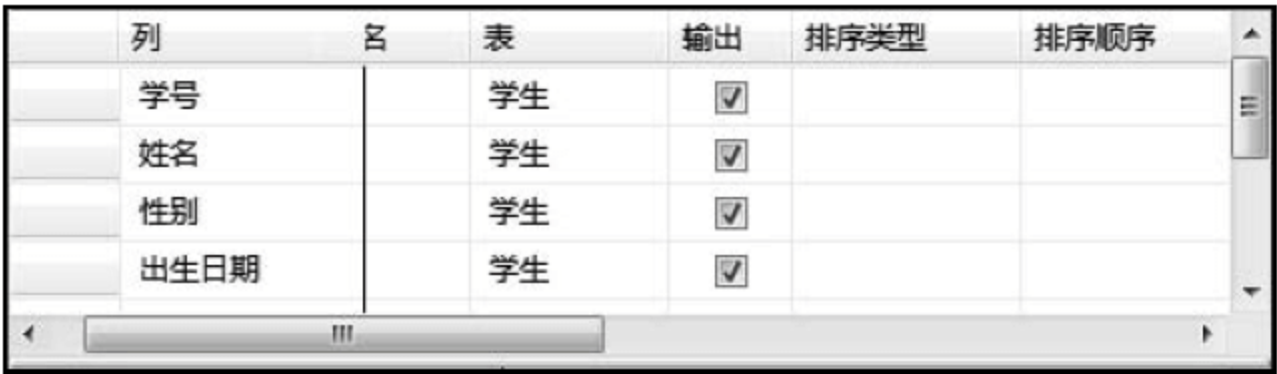 列 名 表 输出 排序类型 排序顺序
学号 学生
姓名 学生
性别 学生
出生日期 学生